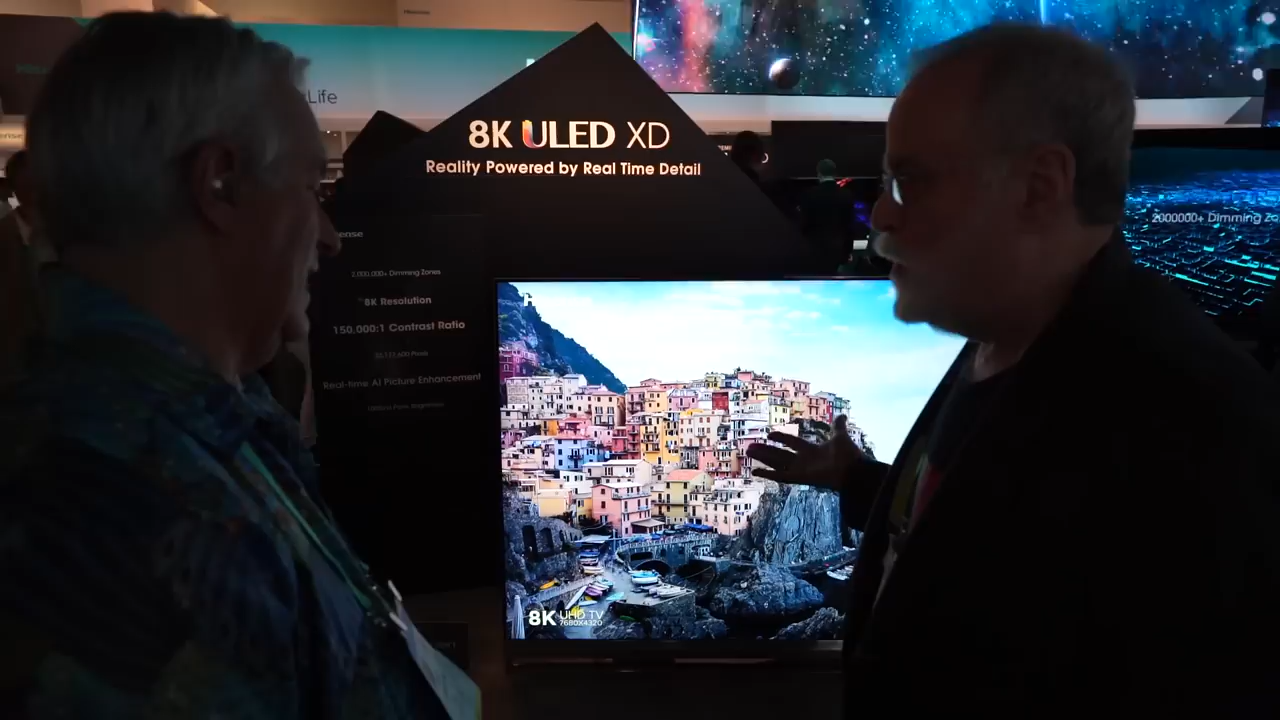 Life
8K ULED XD
Reality Powered by Real Time Detail
ense
2,000,000+ Dimming Zones
8K Resolution
150,000:1 Contrast Ratio
Real-time AI Picture Enhancement
2000000+ Dimming Zo
8K UHD TV
7680X4320